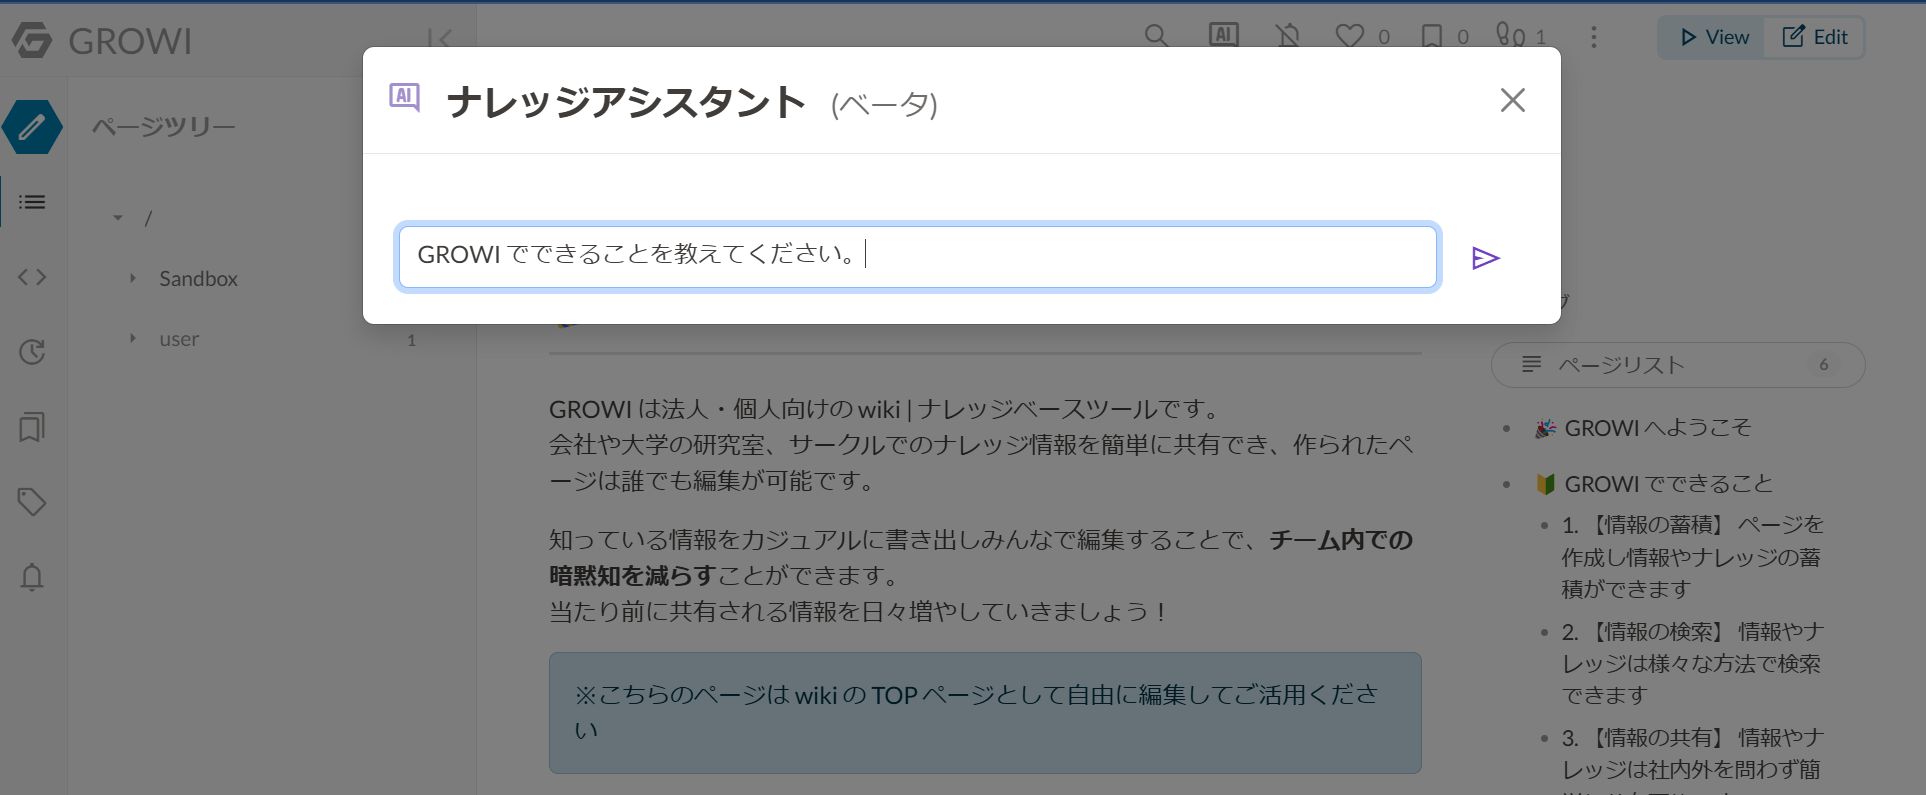 GROWI
AI
0
0
1
View
Edit
ページツリー
/
Sandbox
user
1
AI
ナレッジアシスタント (ベータ)
GROWI でできることを教えてください。
GROWI は法人・個人向けの wiki | ナレッジベースツールです。
会社や大学の研究室、サークルでのナレッジ情報を簡単に共有でき、作られたペ
ージは誰でも編集が可能です。
知っている情報をカジュアルに書き出しみんなで編集することで、チーム内での
暗黙知を減らすことができます。
当たり前に共有される情報を日々増やしていきましょう！
※こちらのページは wiki の TOP ページとして自由に編集してご活用くださ
い
ページリスト
6
GROWI へようこそ
GROWI でできること
1. 【情報の蓄積】 ページを
作成し情報やナレッジの蓄
積ができます
2. 【情報の検索】 情報やナ
レッジは様々な方法で検索
できます
3. 【情報の共有】 情報やナ
レッジは社内外を問わず簡